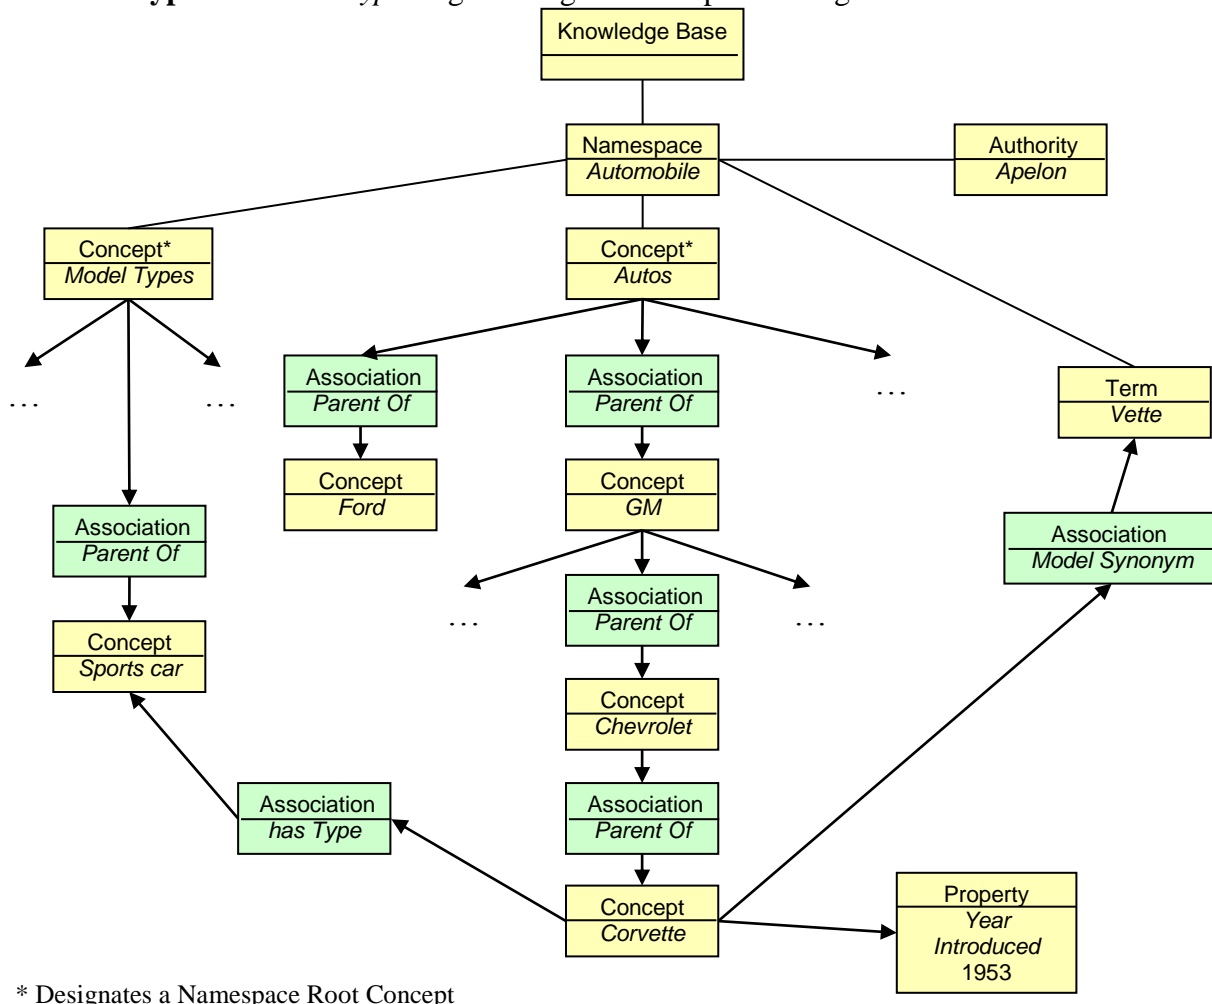 Knowledge Base
Namespace
Automobile
Authority
Apelon
Concept*
Model Types
Concept*
Autos
...
...
Association
Parent Of
Association
Parent Of
...
Term
Vette
Concept
Ford
Concept
GM
Association
Parent Of
Association
Model Synonym
...
Association
Parent Of
...
Concept
Sports car
Concept
Chevrolet
Association
has Type
Association
Parent Of
Concept
Corvette
Property
Year
Introduced
1953
* Designates a Namespace Root Concept